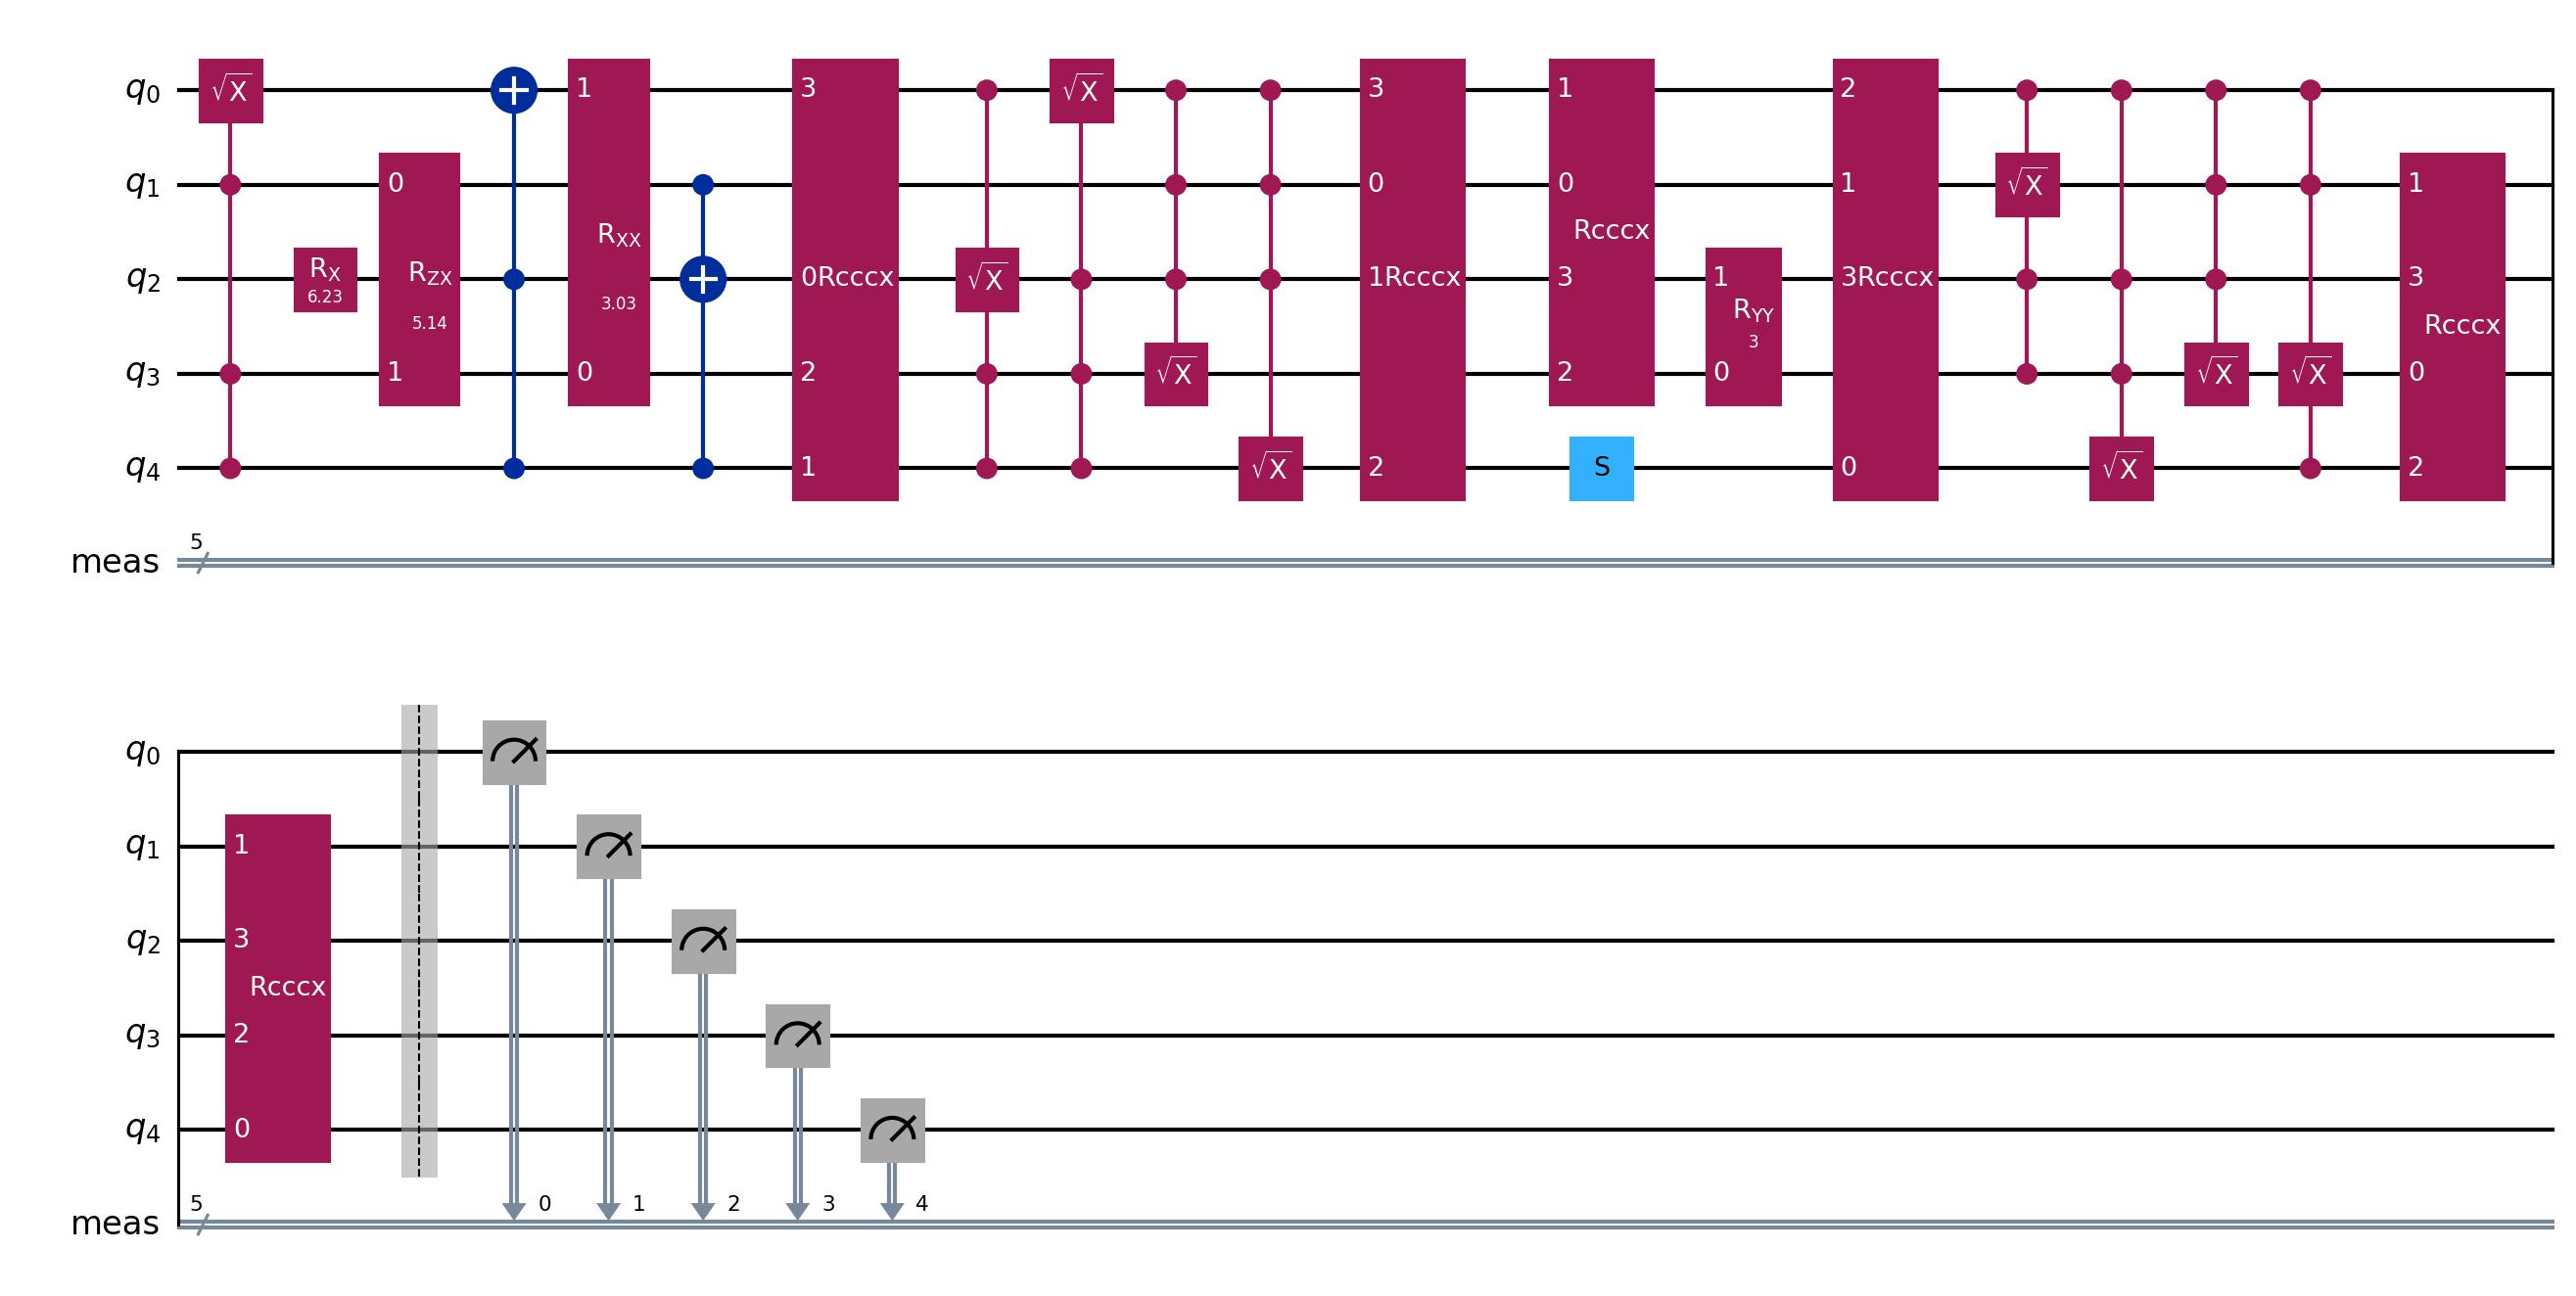 q0 √X 1 3 √X 3 1 2
q1 0 0 0 1 √X 1
RXX Rcccx
q2 RX 6.23 RZX 0Rcccx √X 1Rcccx 3 1 3Rcccx 3
3.03 RYY
5.14 3 Rcccx
q3 1 0 2 √X 2 0 √X √X 0
q4 1 √X 2 S 0 √X 2
meas 5
q0
q1 1
q2 3
Rcccx
q3 2
q4 0
meas 5 0 1 2 3 4